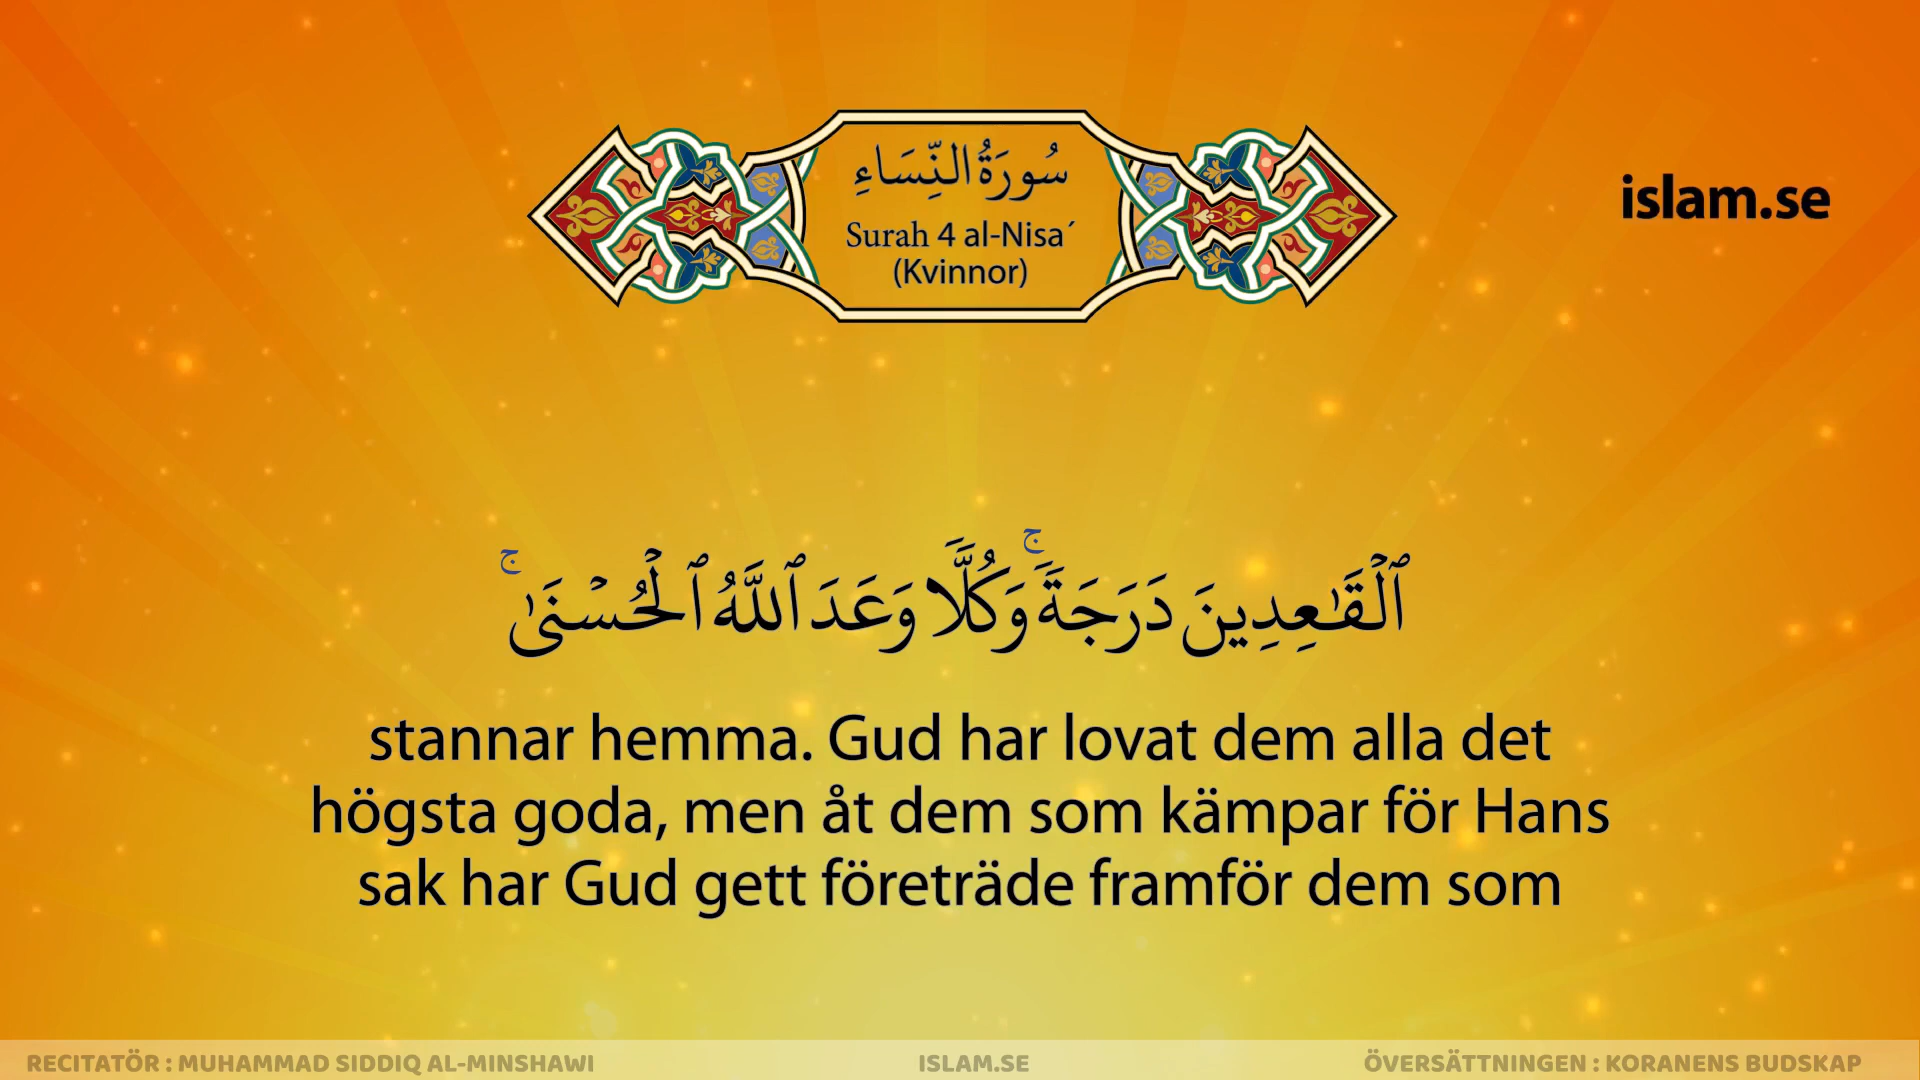 سُورَةُ النِّسَاءِ
Surah 4 al-Nisa´
(Kvinnor)
islam.se
ٱلۡقَٰعِدِينَ دَرَجَةٗۚ وَكُلّٗا وَعَدَ ٱللَّهُ ٱلۡحُسۡنَىٰۚ
stannar hemma. Gud har lovat dem alla det
högsta goda, men åt dem som kämpar för Hans
sak har Gud gett företräde framför dem som
RECITATÖR : MUHAMMAD SIDDIQ AL-MINSHAWI
ISLAM.SE
ÖVERSÄTTNINGEN : KORANENS BUDSKAP